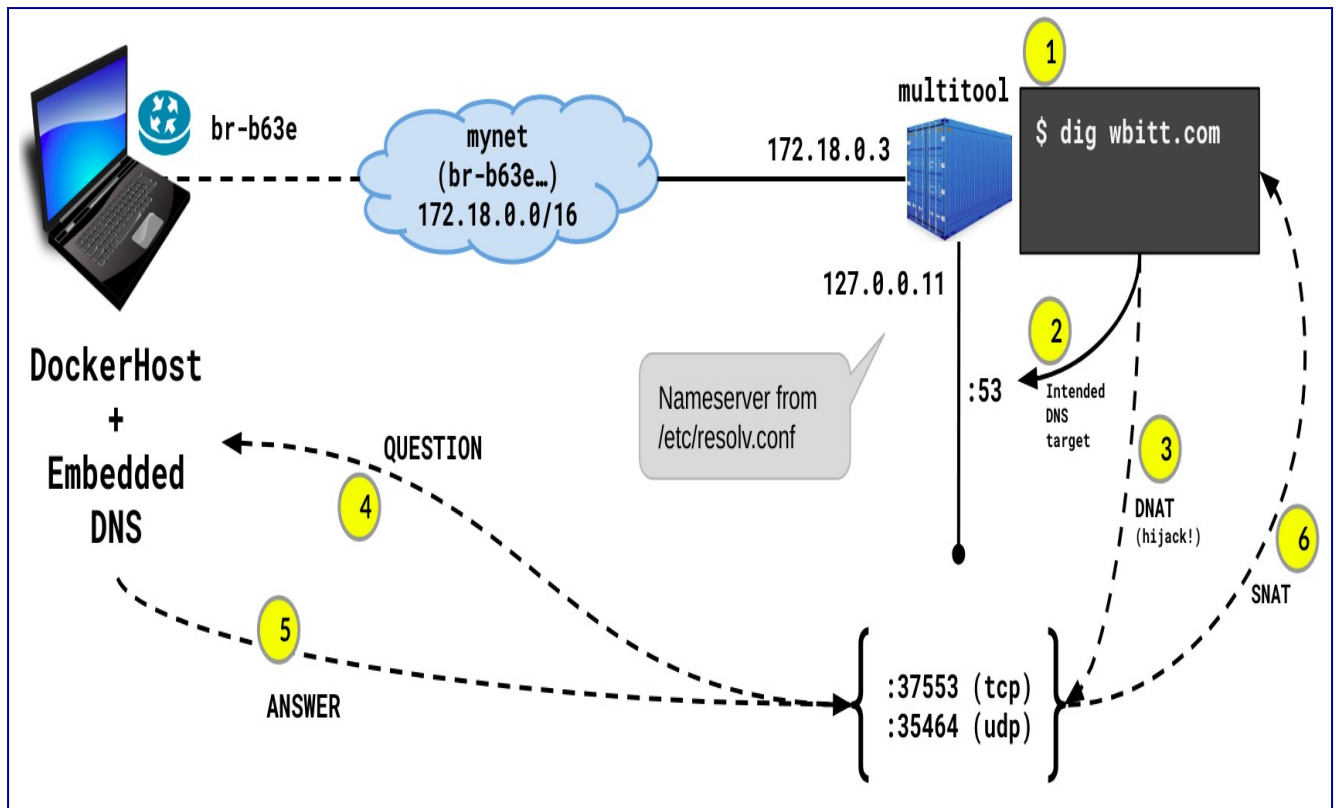 1
multitool
$ dig wbitt.com
br-b63e
mynet
(br-b63e…)
172.18.0.0/16
172.18.0.3
127.0.0.11
2
:53
Intended
DNS
target
Nameserver from
/etc/resolv.conf
3
DNAT
(hijack!)
DockerHost
+
Embedded
DNS
QUESTION
4
5
ANSWER
6
SNAT
:37553 (tcp)
:35464 (udp)